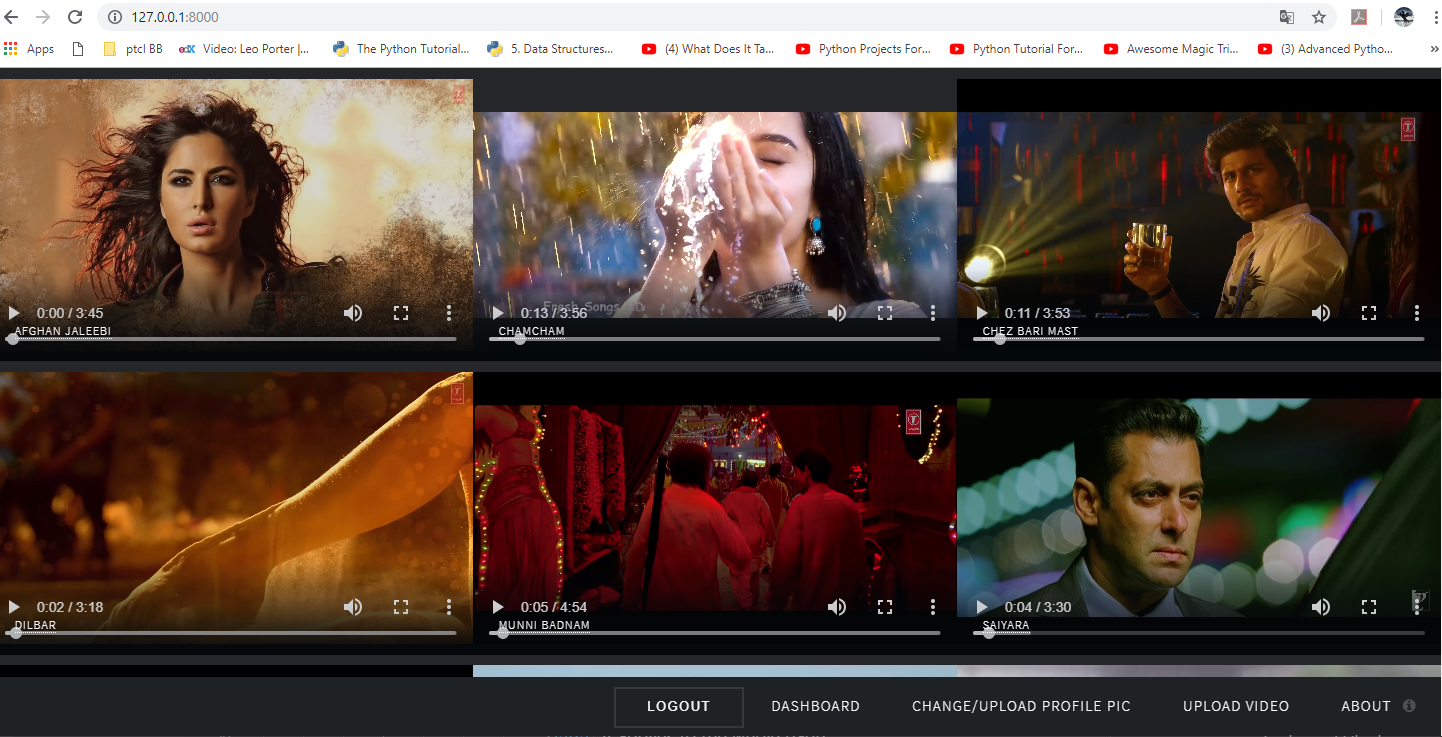 127.0.0.1:8000
Apps
ptcl BB
edX Video: Leo Porter |...
The Python Tutorial...
5. Data Structures...
(4) What Does It Ta...
Python Projects For...
Python Tutorial For...
Awesome Magic Tri...
(3) Advanced Pytho...
»
T
T
Fresh Songs HD
0:00 / 3:45
0:13 / 3:56
0:11 / 3:53
AFGHAN JALEEBI
CHAMCHAM
CHEZ BARI MAST
T
T
0:02 / 3:18
0:05 / 4:54
0:04 / 3:30
DILBAR
MUNNI BADNAM
SAIYARA
LOGOUT
DASHBOARD
CHANGE/UPLOAD PROFILE PIC
UPLOAD VIDEO
ABOUT